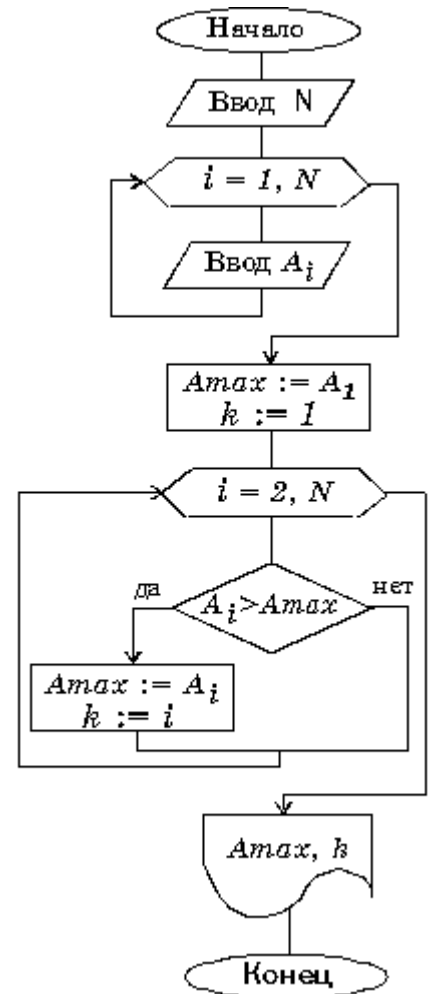 Начало
Ввод N
i = 1, N
Ввод Ai
Amax := A1
k := 1
i = 2, N
да
Ai>Amax
нет
Amax := Ai
k := i
Amax, k
Конец